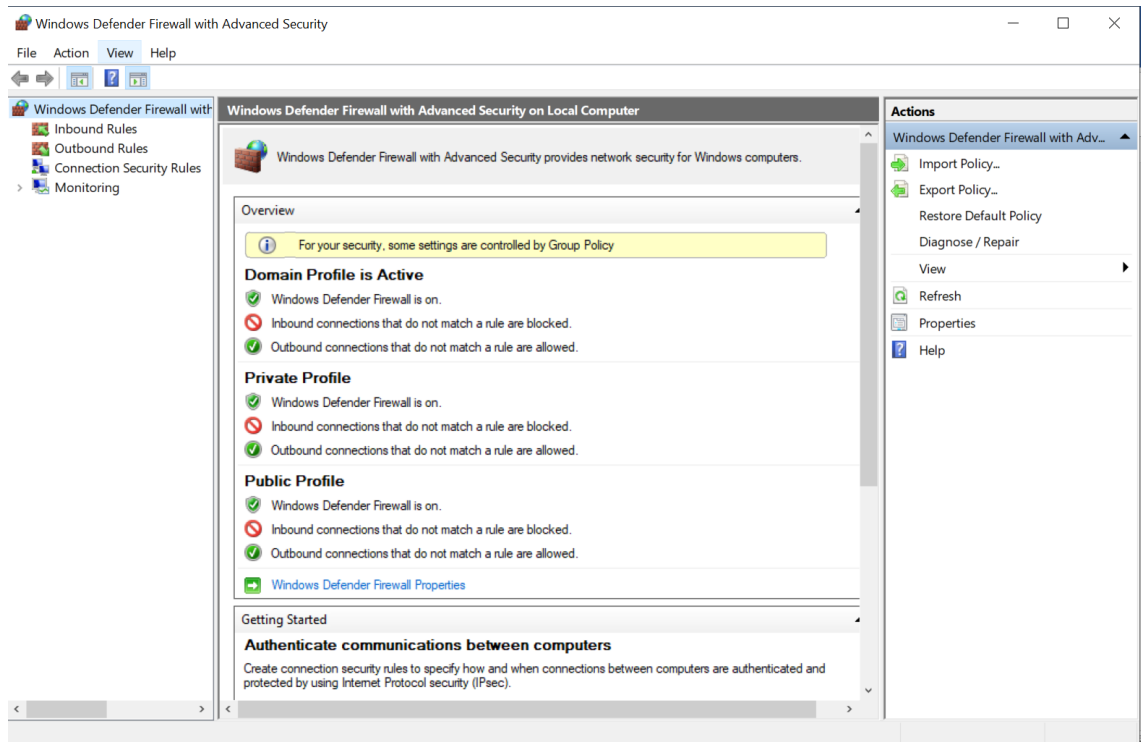 Windows Defender Firewall with Advanced Security
File Action View Help
Windows Defender Firewall with
Inbound Rules
Outbound Rules
Connection Security Rules
Monitoring
Windows Defender Firewall with Advanced Security on Local Computer
Windows Defender Firewall with Advanced Security provides network security for Windows computers.
Overview
For your security, some settings are controlled by Group Policy
Domain Profile is Active
Windows Defender Firewall is on.
Inbound connections that do not match a rule are blocked.
Outbound connections that do not match a rule are allowed.
Private Profile
Windows Defender Firewall is on.
Inbound connections that do not match a rule are blocked.
Outbound connections that do not match a rule are allowed.
Public Profile
Windows Defender Firewall is on.
Inbound connections that do not match a rule are blocked.
Outbound connections that do not match a rule are allowed.
Windows Defender Firewall Properties
Getting Started
Authenticate communications between computers
Create connection security rules to specify how and when connections between computers are authenticated and
protected by using Internet Protocol security (IPsec).
Actions
Windows Defender Firewall with Adv...
Import Policy...
Export Policy...
Restore Default Policy
Diagnose / Repair
View
Refresh
Properties
Help